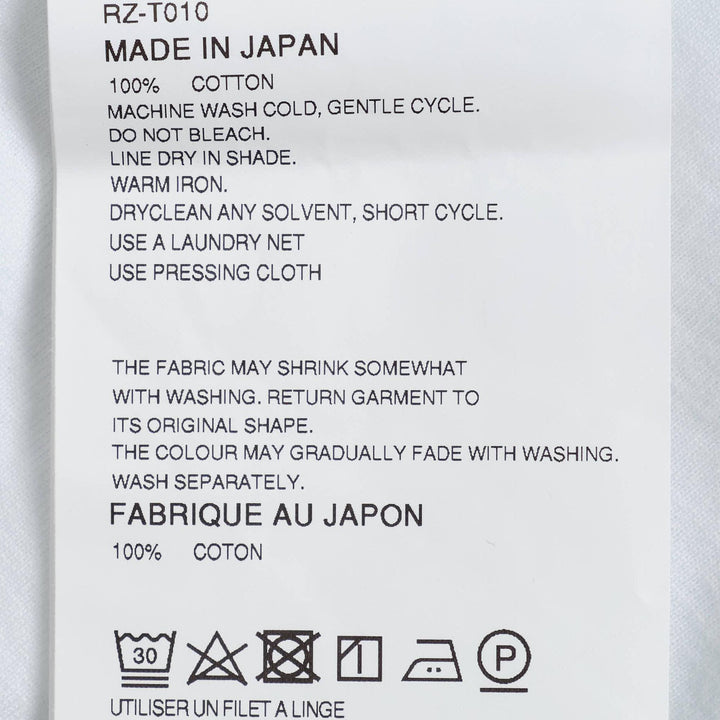 RZ-T010
MADE IN JAPAN
100% COTTON
MACHINE WASH COLD, GENTLE CYCLE.
DO NOT BLEACH.
LINE DRY IN SHADE.
WARM IRON.
DRYCLEAN ANY SOLVENT, SHORT CYCLE.
USE A LAUNDRY NET
USE PRESSING CLOTH
THE FABRIC MAY SHRINK SOMEWHAT
WITH WASHING. RETURN GARMENT TO
ITS ORIGINAL SHAPE.
THE COLOUR MAY GRADUALLY FADE WITH WASHING.
WASH SEPARATELY.
FABRIQUE AU JAPON
100% COTON
30 P
UTILISER UN FILET A LINGE